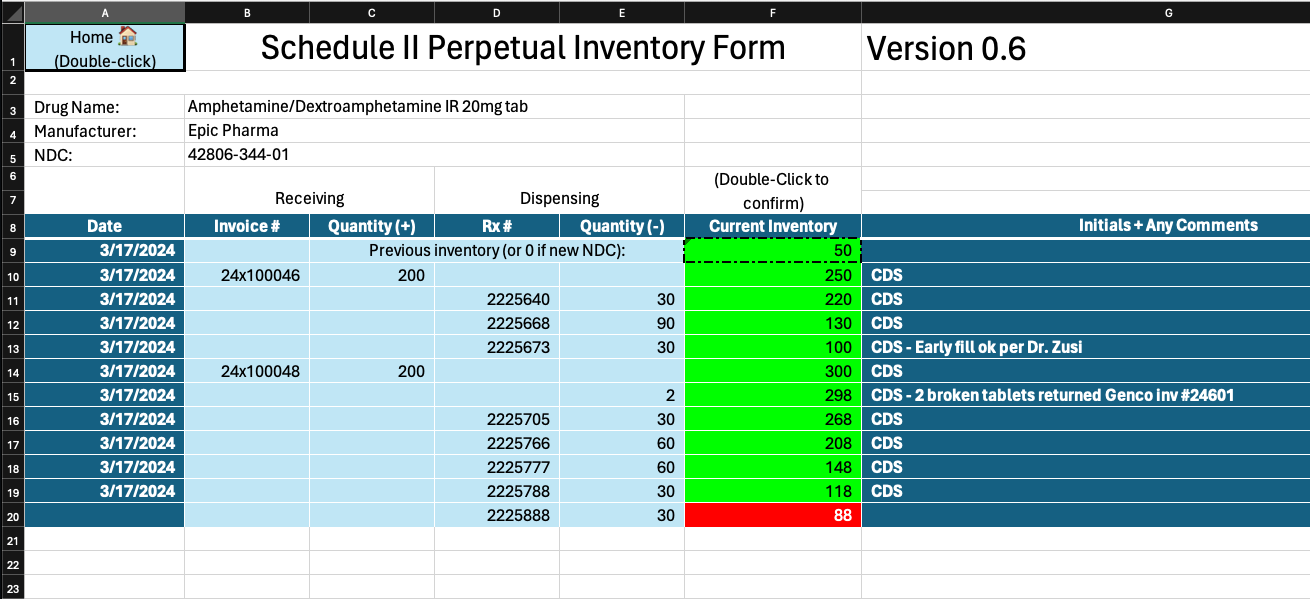 A B C D E F G
1 Home 🏠 (Double-click) Schedule II Perpetual Inventory Form Version 0.6
2
3 Drug Name: Amphetamine/Dextroamphetamine IR 20mg tab
4 Manufacturer: Epic Pharma
5 NDC: 42806-344-01
6 (Double-Click to
7 Receiving Dispensing confirm)
8 Date Invoice # Quantity (+) Rx # Quantity (-) Current Inventory Initials + Any Comments
9 3/17/2024 Previous inventory (or 0 if new NDC): 50
10 3/17/2024 24x100046 200 250 CDS
11 3/17/2024 2225640 30 220 CDS
12 3/17/2024 2225668 90 130 CDS
13 3/17/2024 2225673 30 100 CDS - Early fill ok per Dr. Zusi
14 3/17/2024 24x100048 200 300 CDS
15 3/17/2024 2 298 CDS - 2 broken tablets returned Genco inv #24601
16 3/17/2024 2225705 30 268 CDS
17 3/17/2024 2225766 60 208 CDS
18 3/17/2024 2225777 60 148 CDS
19 3/17/2024 2225788 30 118 CDS
20 2225888 30 88
21
22
23